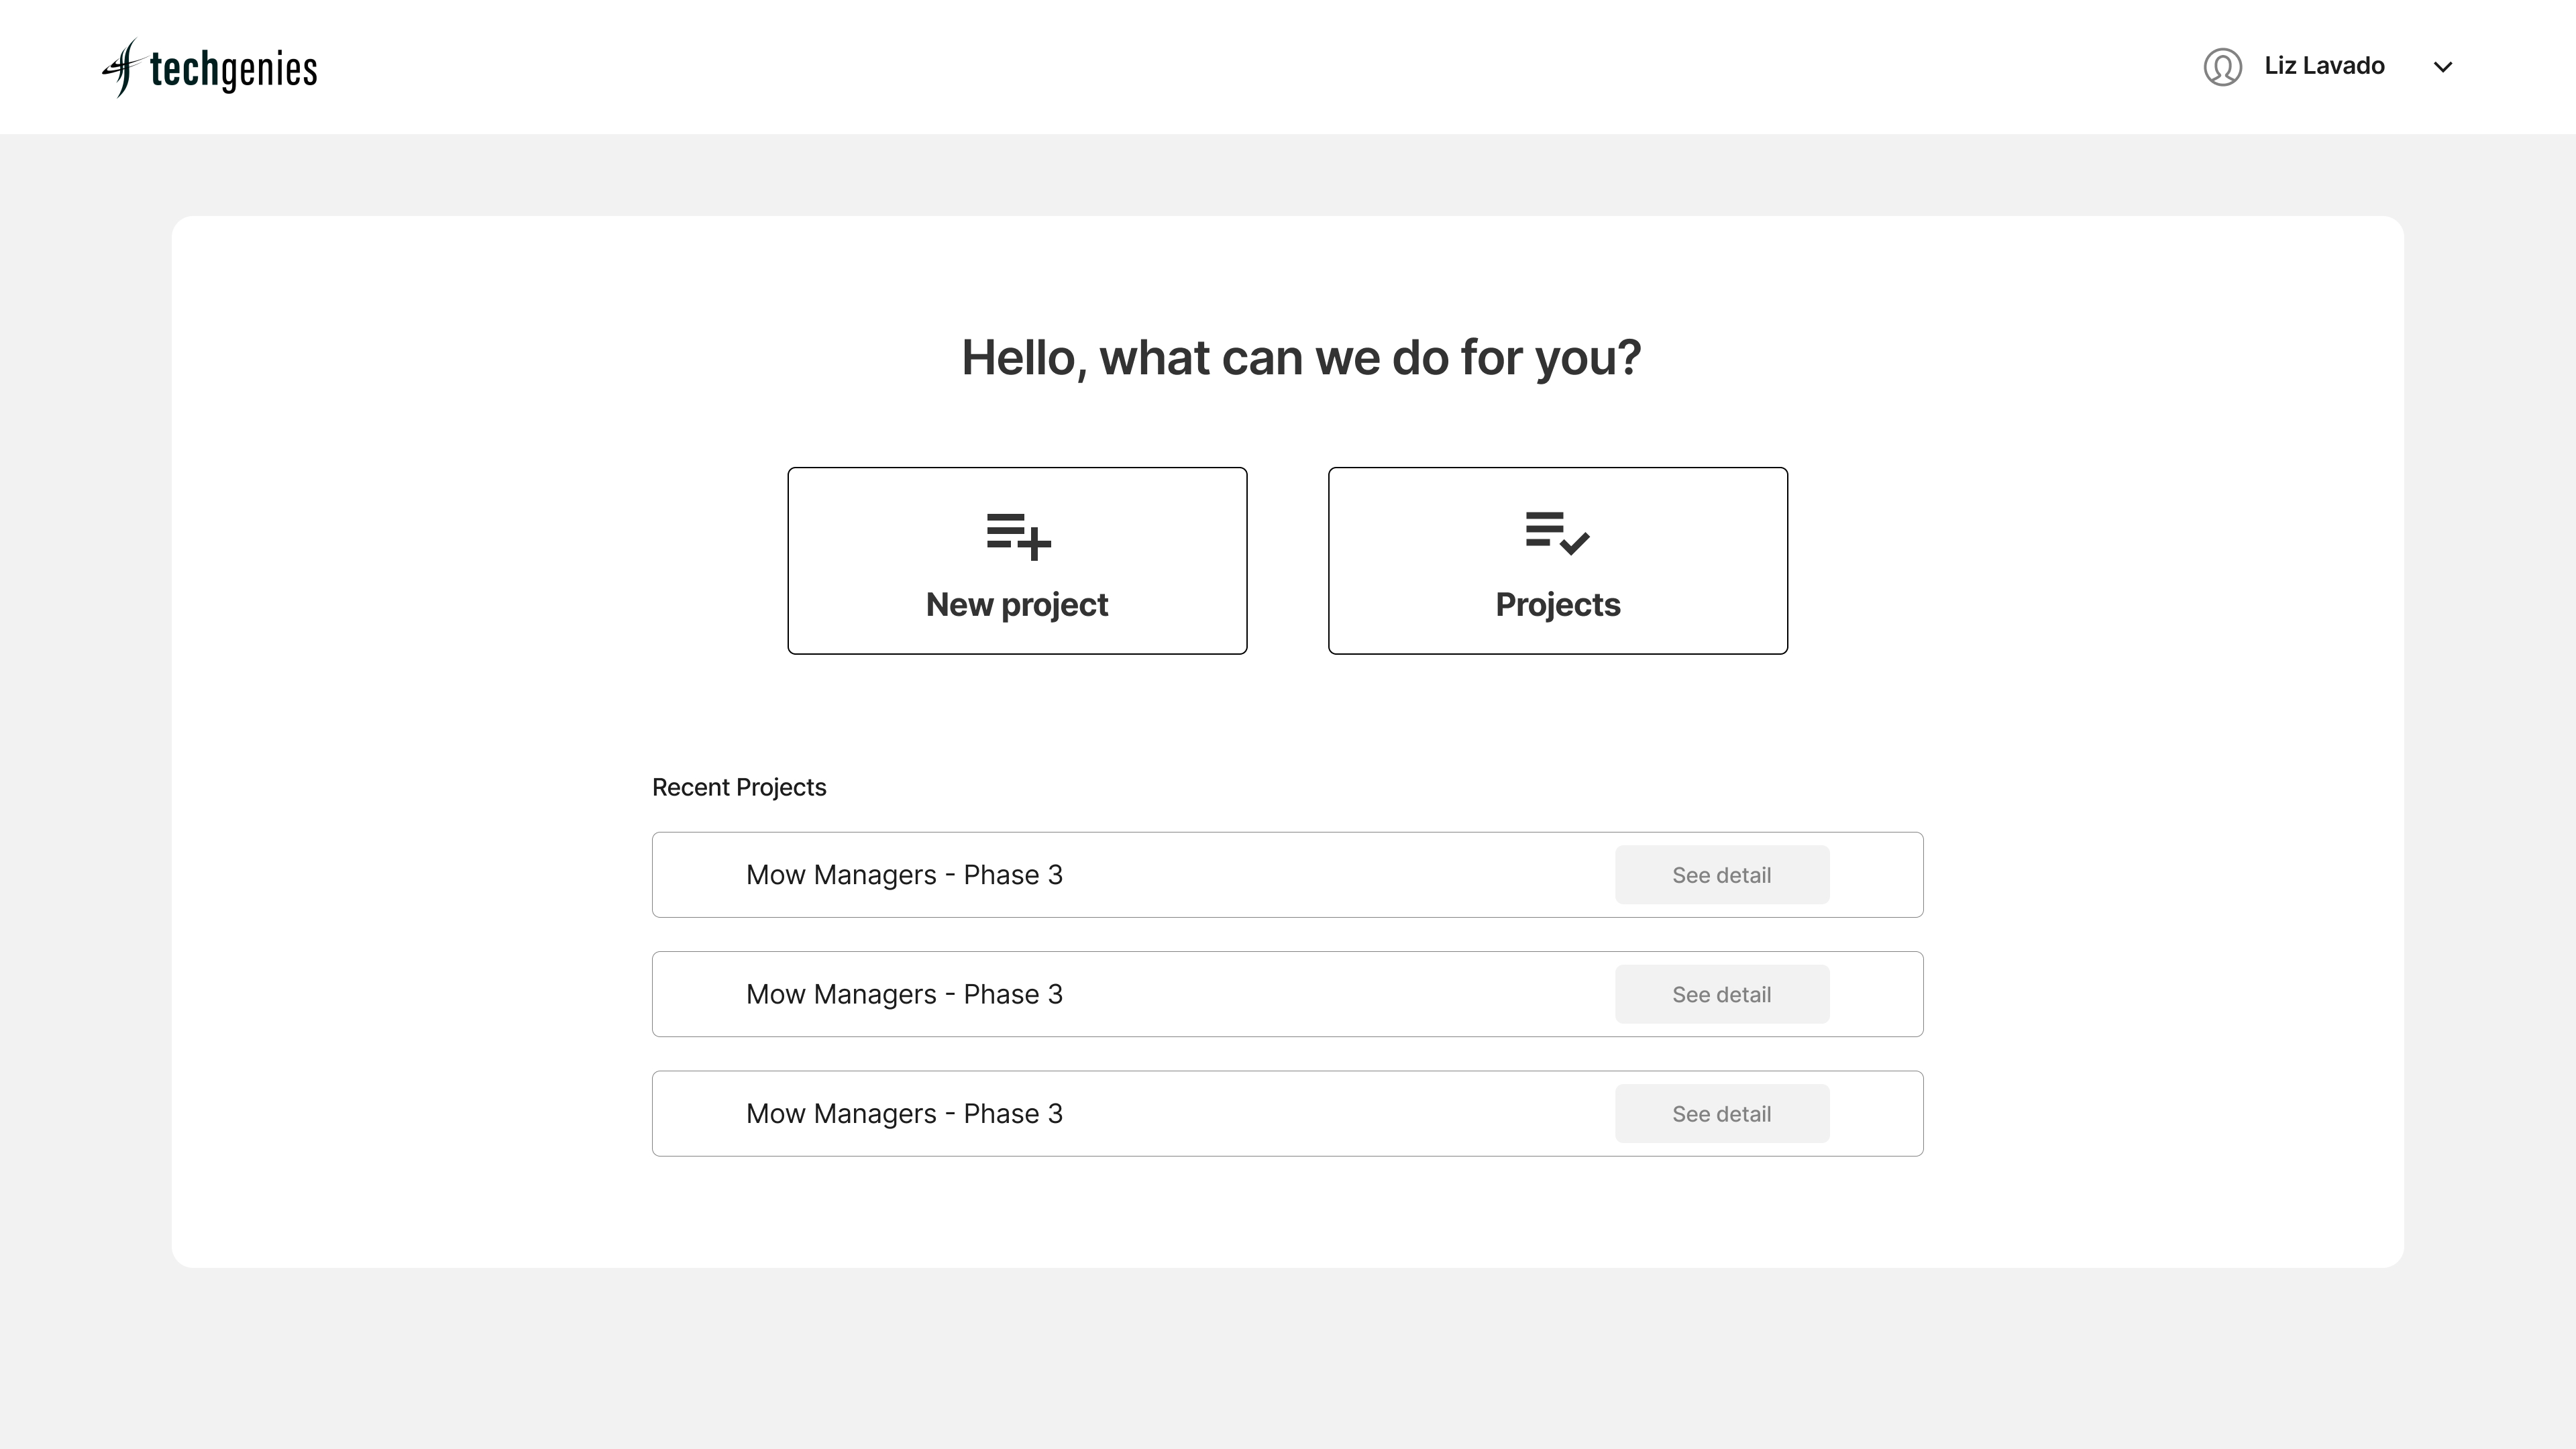 techgenies
Liz Lavado
Hello, what can we do for you?
New project
Projects
Recent Projects
Mow Managers - Phase 3
See detail
Mow Managers - Phase 3
See detail
Mow Managers - Phase 3
See detail